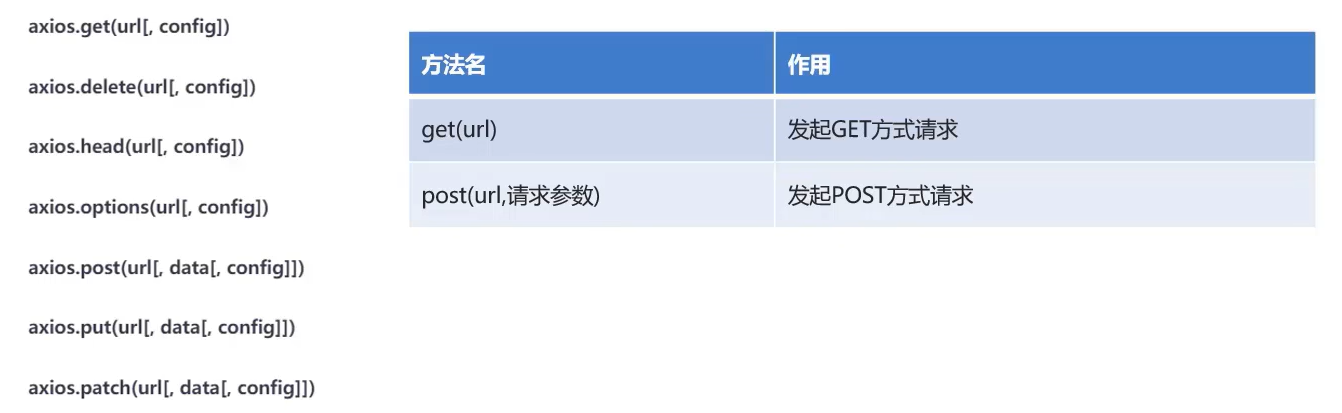 axios.get(url[, config])
axios.delete(url[, config])
axios.head(url[, config])
axios.options(url[, config])
axios.post(url[, data[, config]])
axios.put(url[, data[, config]])
axios.patch(url[, data[, config]])
方法名 作用
get(url) 发起GET方式请求
post(url,请求参数) 发起POST方式请求